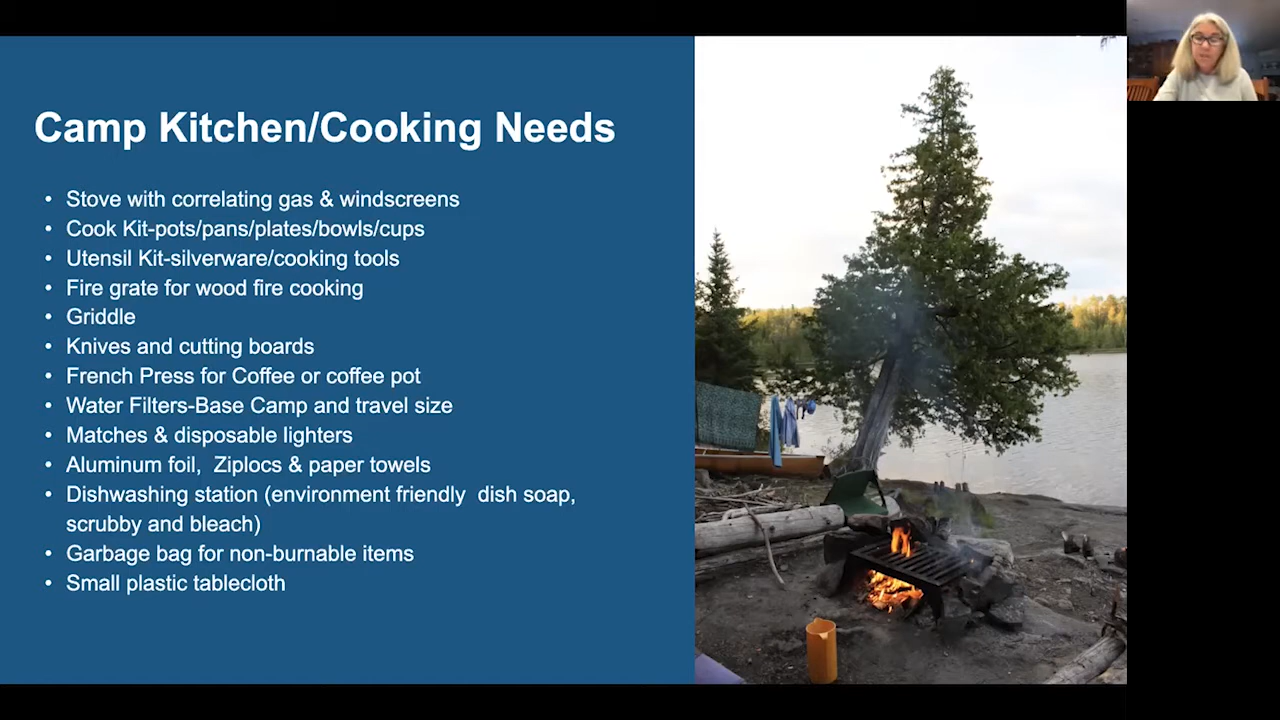 Camp Kitchen/Cooking Needs
• Stove with correlating gas & windscreens
• Cook Kit-pots/pans/plates/bowls/cups
• Utensil Kit-silverware/cooking tools
• Fire grate for wood fire cooking
• Griddle
• Knives and cutting boards
• French Press for Coffee or coffee pot
• Water Filters-Base Camp and travel size
• Matches & disposable lighters
• Aluminum foil,  Ziplocs & paper towels
• Dishwashing station (environment friendly  dish soap,
scrubby and bleach)
• Garbage bag for non-burnable items
• Small plastic tablecloth